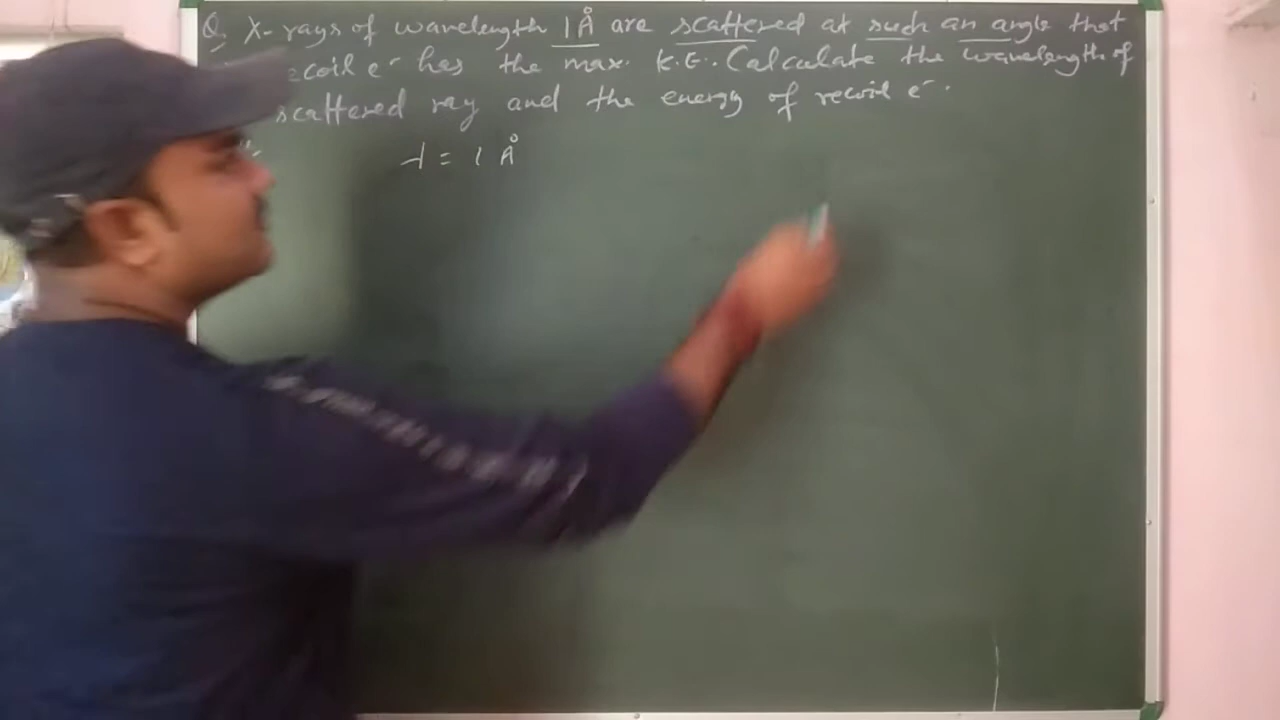 Q, X-rays of wavelength 1Å are scattered at such an angle that
ecoil e⁻ has the max. K.E.. Calculate the wavelength of
scattered ray and the energy of recoil e⁻.
λ = 1 Å